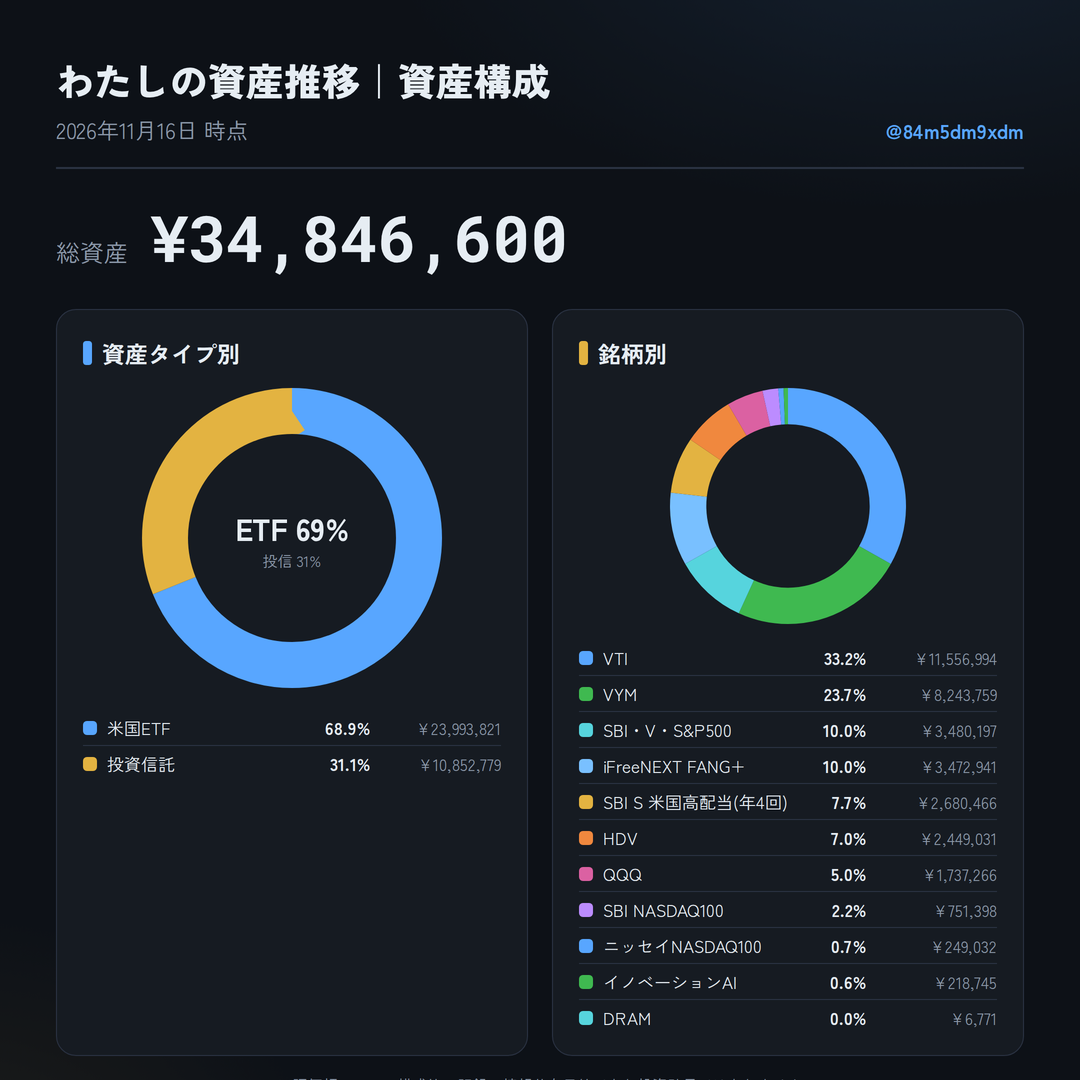 わたしの資産推移｜資産構成
2026年11月16日 時点
@84m5dm9xdm
総資産 ¥34,846,600
資産タイプ別
ETF 69%
投信 31%
米国ETF 68.9% ¥23,993,821
投資信託 31.1% ¥10,852,779
銘柄別
VTI 33.2% ¥11,556,994
VYM 23.7% ¥8,243,759
SBI・V・S&P500 10.0% ¥3,480,197
iFreeNEXT FANG＋ 10.0% ¥3,472,941
SBI S 米国高配当(年4回) 7.7% ¥2,680,466
HDV 7.0% ¥2,449,031
QQQ 5.0% ¥1,737,266
SBI NASDAQ100 2.2% ¥751,398
ニッセイNASDAQ100 0.7% ¥249,032
イノベーションAI 0.6% ¥218,745
DRAM 0.0% ¥6,771